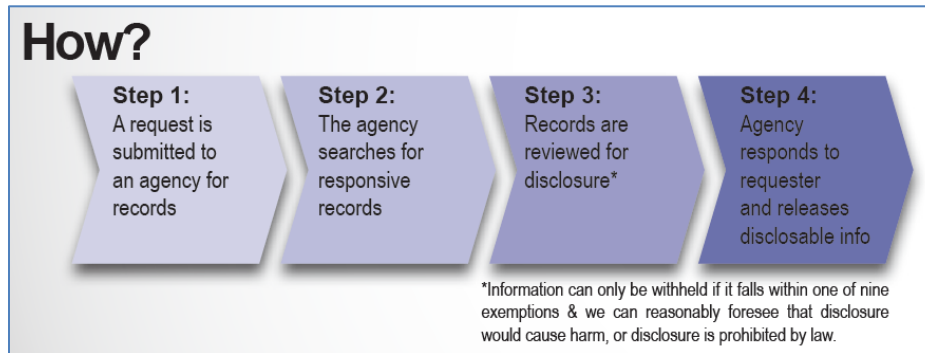 How?
Step 1:
A request is
submitted to
an agency for
records
Step 2:
The agency
searches for
responsive
records
Step 3:
Records are
reviewed for
disclosure*
Step 4:
Agency
responds to
requester
and releases
disclosable info
*Information can only be withheld if it falls within one of nine
exemptions & we can reasonably foresee that disclosure
would cause harm, or disclosure is prohibited by law.